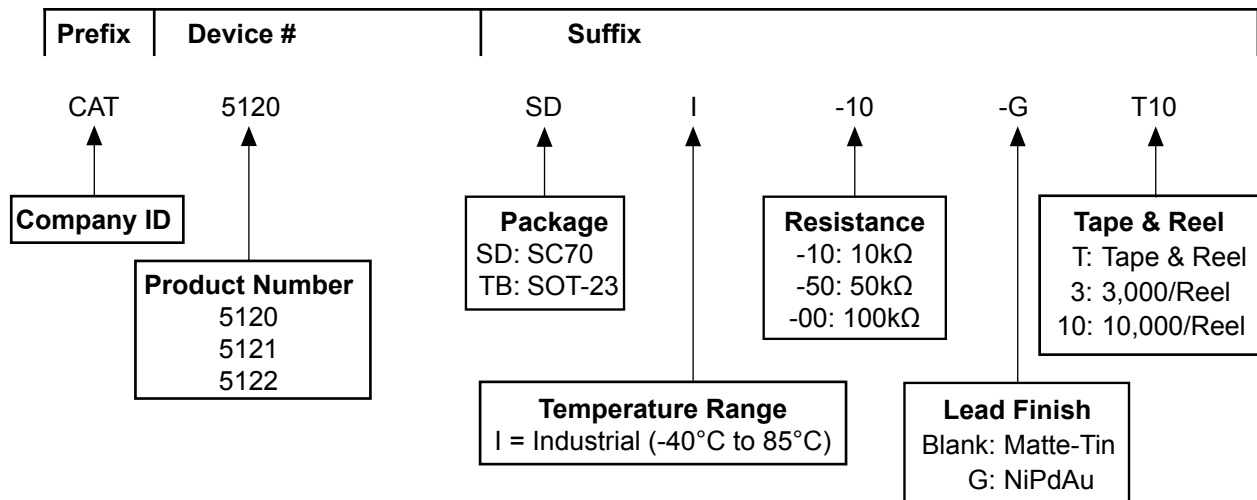 Prefix Device # Suffix
CAT 5120 SD I -10 -G T10
Company ID
Product Number
5120
5121
5122
Package
SD: SC70
TB: SOT-23
Temperature Range
I = Industrial (-40°C to 85°C)
Resistance
-10: 10kΩ
-50: 50kΩ
-00: 100kΩ
Lead Finish
Blank: Matte-Tin
G: NiPdAu
Tape & Reel
T: Tape & Reel
3: 3,000/Reel
10: 10,000/Reel